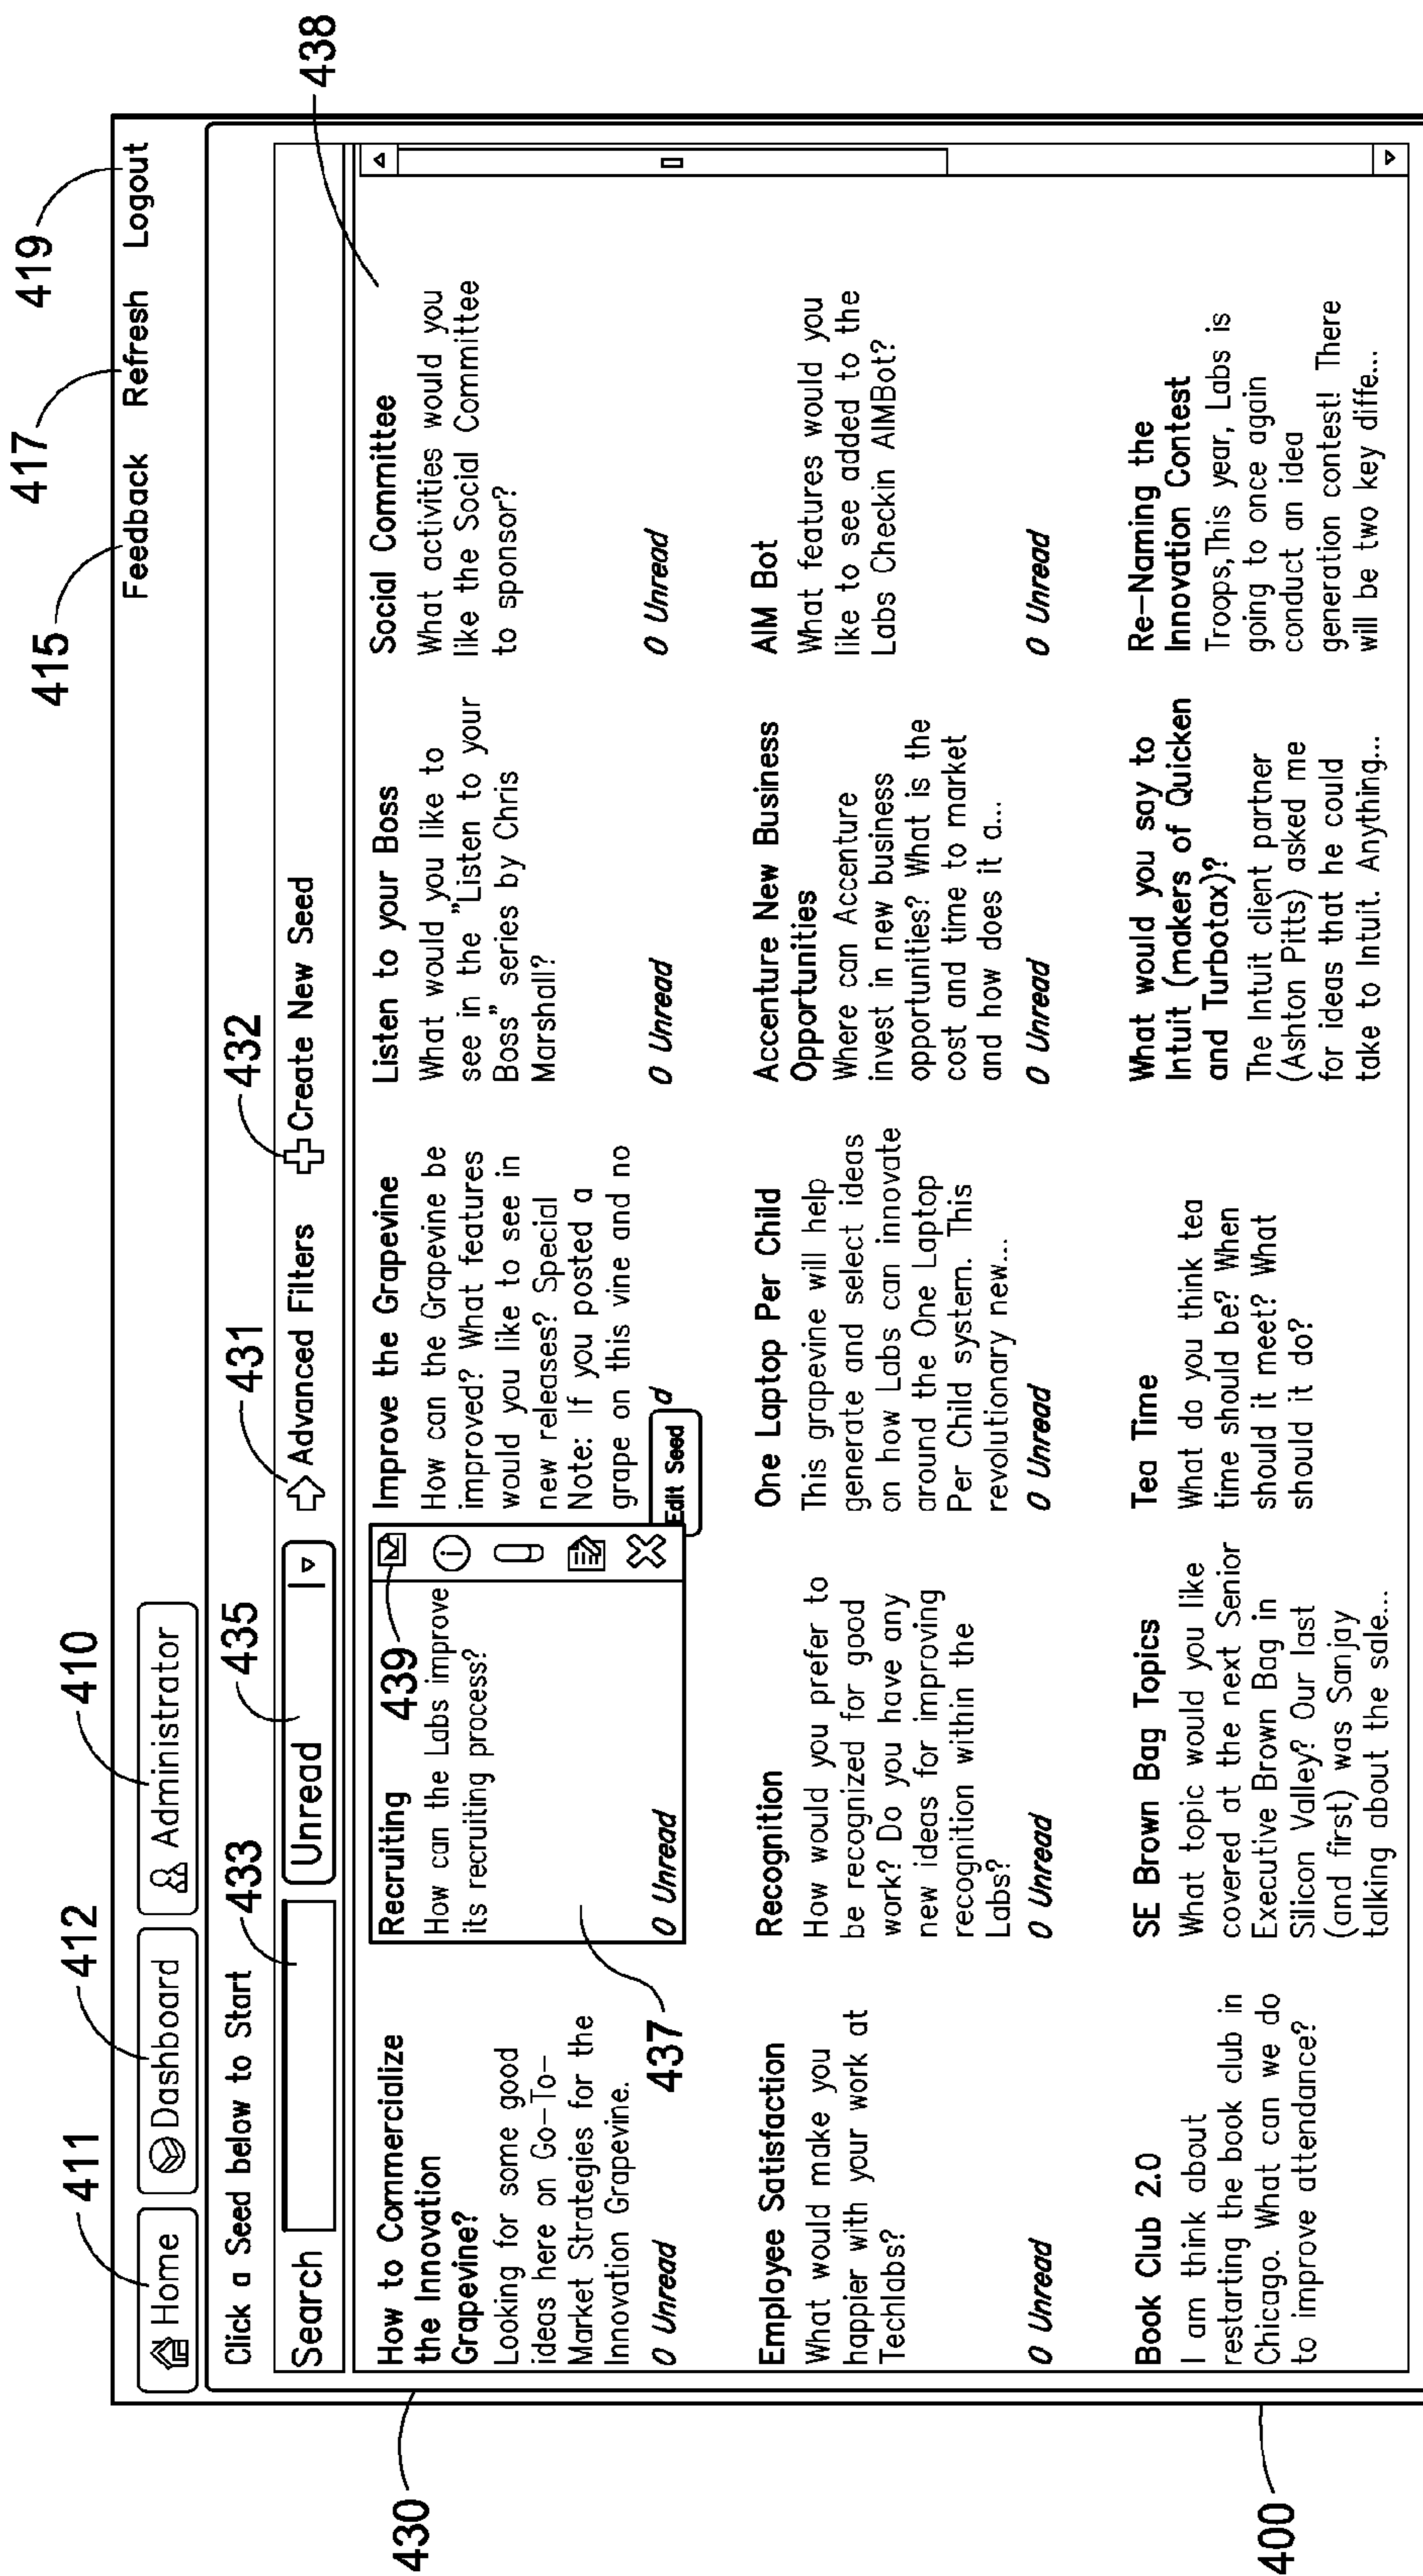 411
412
410
415
417
419
Home
Dashboard
Administrator
Feedback
Refresh
Logout
430
Click a Seed below to Start
433
435
431
432
438
Search
Unread
Advanced Filters
Create New Seed
How to Commercialize
the Innovation
Grapevine?
Looking for some good
ideas here on Go-To-
Market Strategies for the
Innovation Grapevine.
0 Unread
437
Recruiting
439
How can the Labs improve
its recruiting process?
0 Unread
Edit Seed
d
Improve the Grapevine
How can the Grapevine be
improved? What features
would you like to see in
new releases? Special
Note: If you posted a
grape on this vine and no
Listen to your Boss
What would you like to
see in the "Listen to your
Boss" series by Chris
Marshall?
0 Unread
Social Committee
What activities would you
like the Social Committee
to sponsor?
0 Unread
Employee Satisfaction
What would make you
happier with your work at
Techlabs?
0 Unread
Recognition
How would you prefer to
be recognized for good
work? Do you have any
new ideas for improving
recognition within the
Labs?
0 Unread
One Laptop Per Child
This grapevine will help
generate and select ideas
on how Labs can innovate
around the One Laptop
Per Child system. This
revolutionary new...
0 Unread
Accenture New Business
Opportunities
Where can Accenture
invest in new business
opportunities? What is the
cost and time to market
and how does it a...
0 Unread
AIM Bot
What features would you
like to see added to the
Labs Checkin AIMBot?
0 Unread
Book Club 2.0
I am think about
restarting the book club in
Chicago. What can we do
to improve attendance?
SE Brown Bag Topics
What topic would you like
covered at the next Senior
Executive Brown Bag in
Silicon Valley? Our last
(and first) was Sanjay
talking about the sale...
Tea Time
What do you think tea
time should be? When
should it meet? What
should it do?
What would you say to
Intuit (makers of Quicken
and Turbotax)?
The Intuit client partner
(Ashton Pitts) asked me
for ideas that he could
take to Intuit. Anything...
Re-Naming the
Innovation Contest
Troops,This year, Labs is
going to once again
conduct an idea
generation contest! There
will be two key diffe...
400